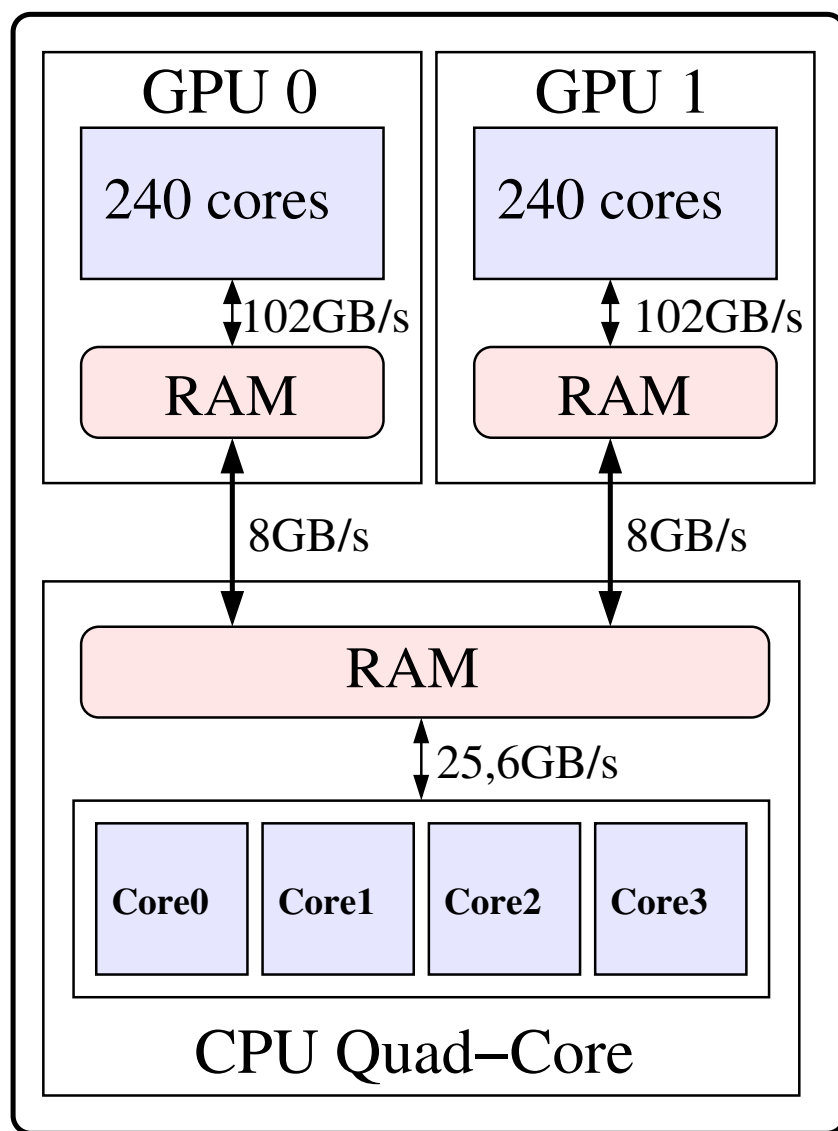 GPU 0
240 cores
102GB/s
RAM
GPU 1
240 cores
102GB/s
RAM
8GB/s
8GB/s
RAM
25,6GB/s
Core0
Core1
Core2
Core3
CPU Quad−Core